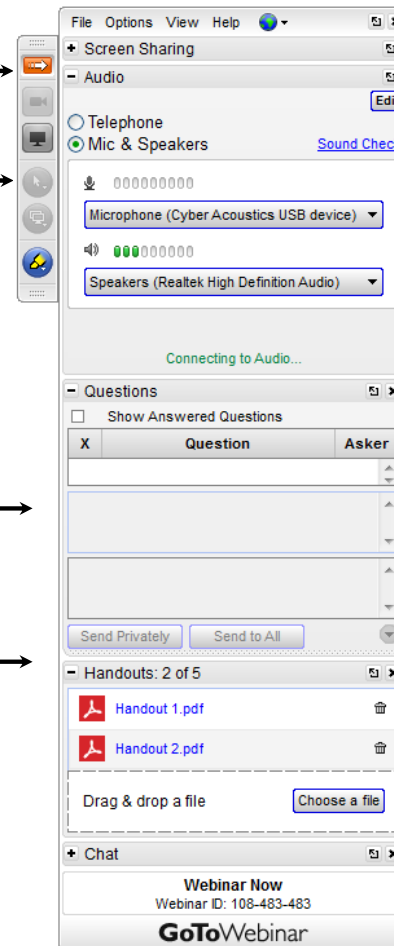 File Options View Help
Screen Sharing
Audio
Edi
Telephone
Mic & Speakers Sound Chec
Microphone (Cyber Acoustics USB device)
Speakers (Realtek High Definition Audio)
Connecting to Audio...
Questions
Show Answered Questions
X Question Asker
Send Privately Send to All
Handouts: 2 of 5
Handout 1.pdf
Handout 2.pdf
Drag & drop a file Choose a file
Chat
Webinar Now
Webinar ID: 108-483-483
GoToWebinar